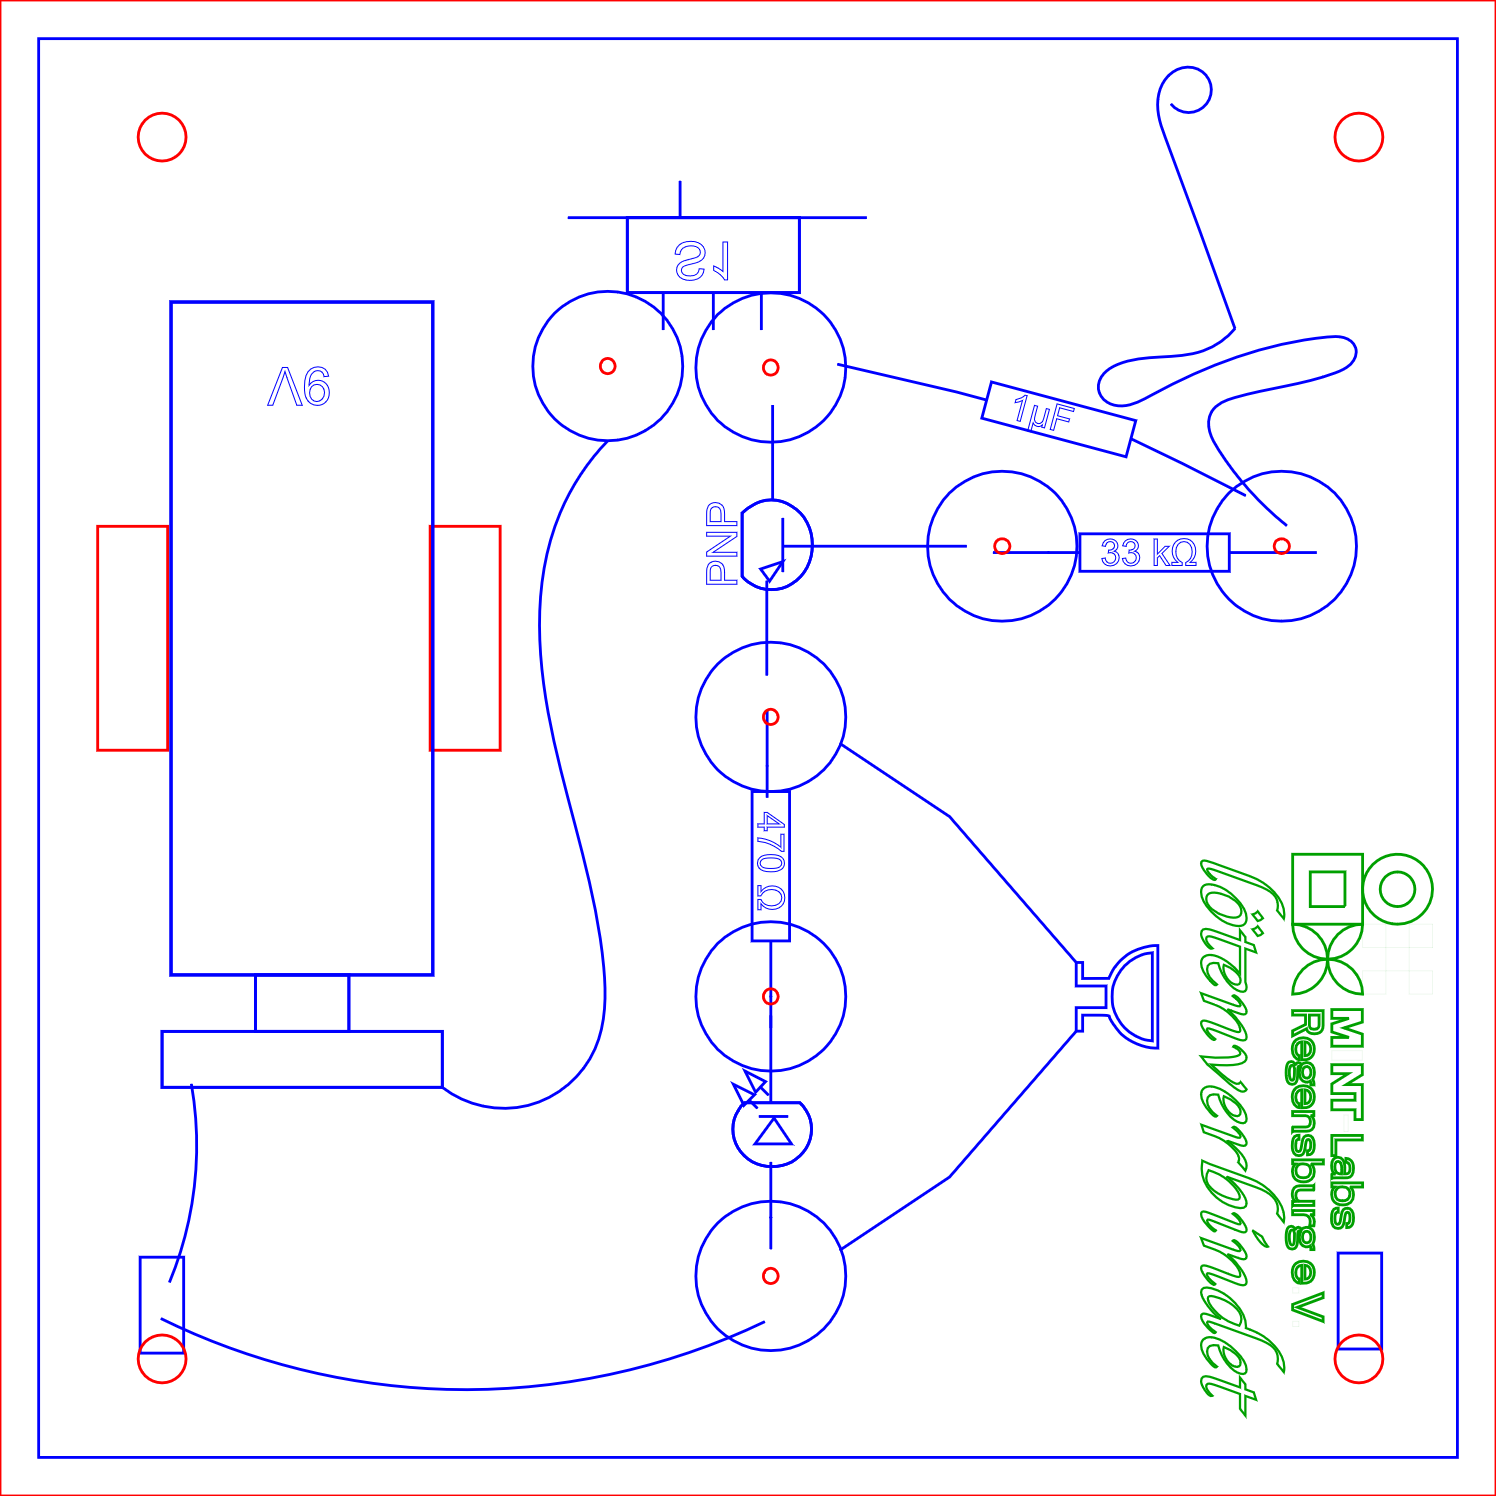 S1
9V
1µF
PNP
33 kΩ
470 Ω
M NT Labs
Regensburg e V
lötenverbindet